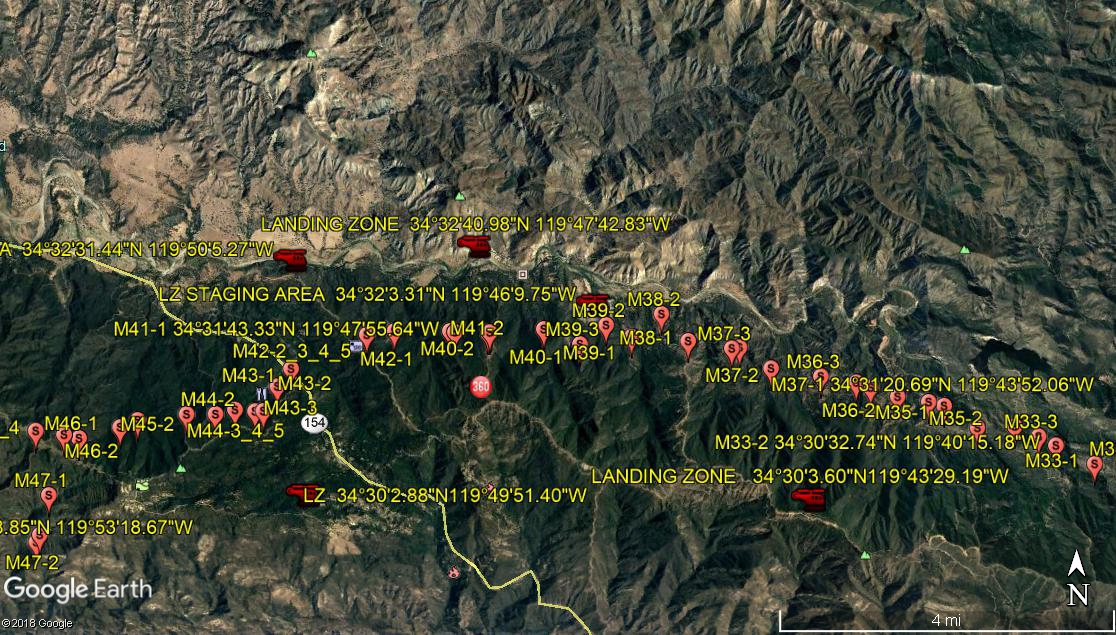 d
LANDING ZONE 34°32'40.98"N 119°47'42.83"W
A 34°32'31.44"N 119°50'5.27"W
LZ STAGING AREA 34°32'3.31"N 119°46'9.75"W
M38-2
M39-2
M41-1 34°31'43.33"N 119°47'55.64"W
M41-2
M39-3
M38-1
M37-3
M42-2_3_4_5
M42-1
M40-2
M40-1
M39-1
M36-3
M37-2
M43-1
M43-2
360
M37-1 34°31'20.69"N 119°43'52.06"W
M44-2
M43-3
M36-2
M35-1
M35-2
154
M46-1
M45-2
_4
M44-3_4_5
M33-3
M46-2
M33-2 34°30'32.74"N 119°40'15.18"W
M3
M33-1
M47-1
LANDING ZONE 34°30'3.60"N119°43'29.19"W
LZ 34°30'2.88"N119°49'51.40"W
3.85"N 119°53'18.67"W
M47-2
Google Earth
N
©2018 Google
4 mi